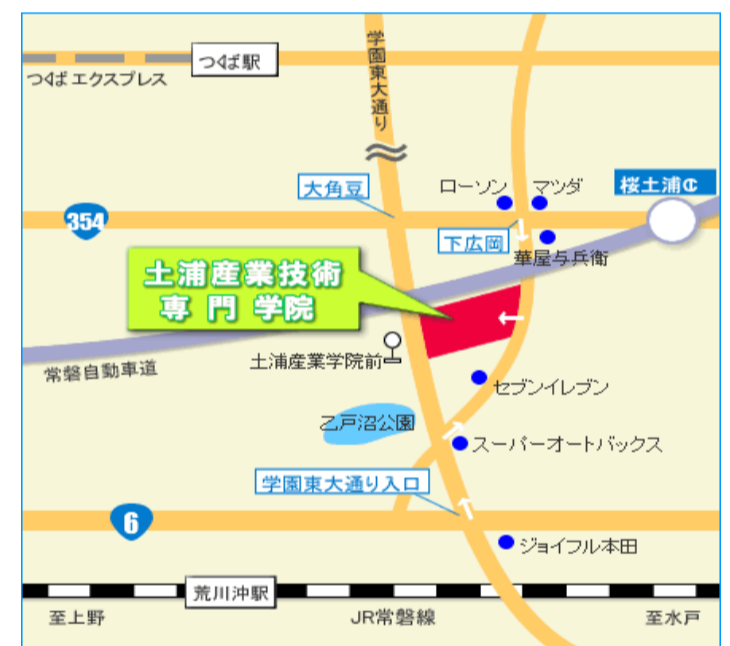 つくば駅
つくばエクスプレス
学園東大通り
大角豆
ローソン
マツダ
桜土浦IC
354
下広岡
華屋与兵衛
土浦産業技術
専門学院
土浦産業学院前
常磐自動車道
セブンイレブン
乙戸沼公園
スーパーオートバックス
学園東大通り入口
6
ジョイフル本田
荒川沖駅
至上野
JR常磐線
至水戸